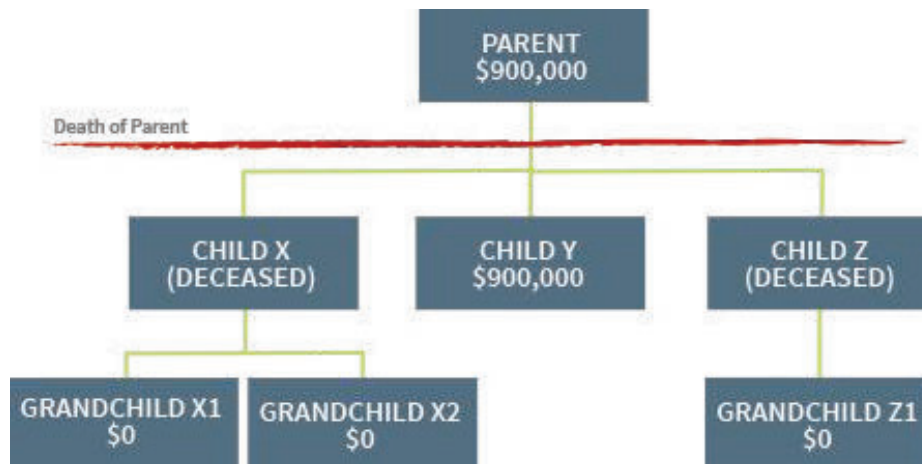 PARENT
$900,000
Death of Parent
CHILD X
(DECEASED)
CHILD Y
$900,000
CHILD Z
(DECEASED)
GRANDCHILD X1
$0
GRANDCHILD X2
$0
GRANDCHILD Z1
$0